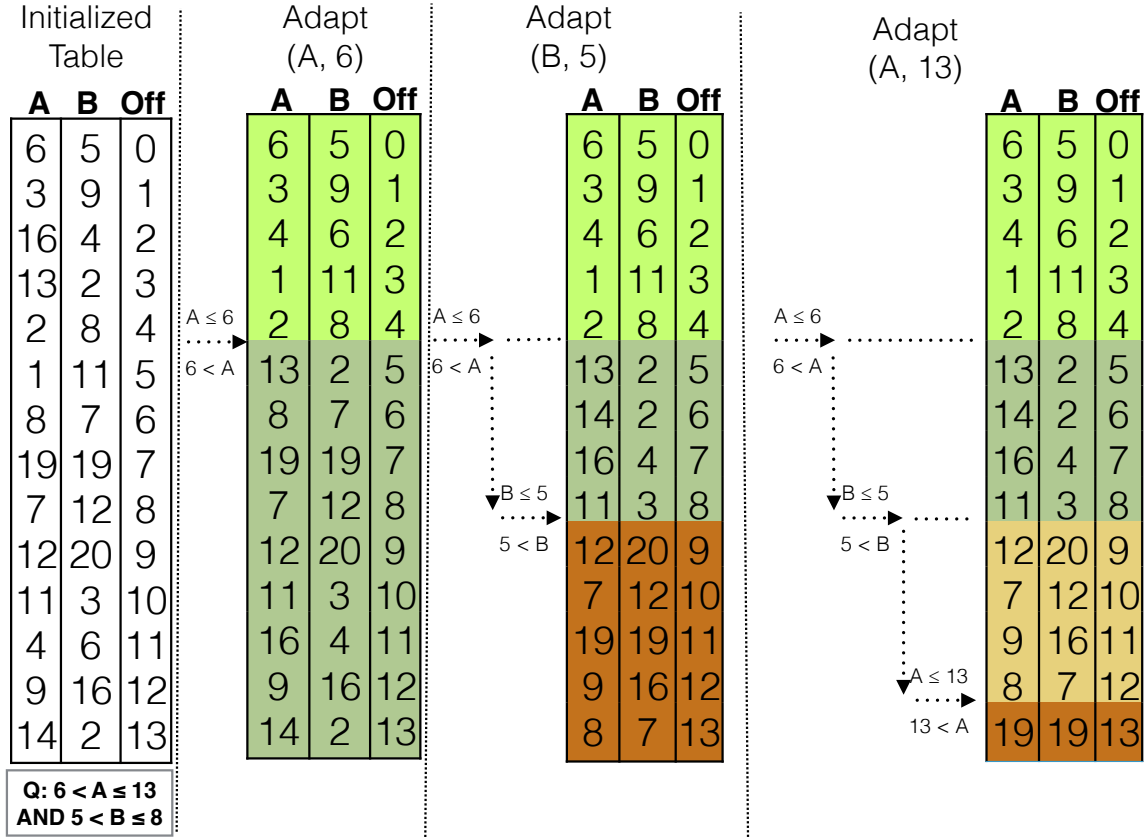 Initialized
Table
A B Off
6 5 0
3 9 1
16 4 2
13 2 3
2 8 4
1 11 5
8 7 6
19 19 7
7 12 8
12 20 9
11 3 10
4 6 11
9 16 12
14 2 13
Q: 6 < A ≤ 13
AND 5 < B ≤ 8
Adapt
(A, 6)
A B Off
6 5 0
3 9 1
4 6 2
1 11 3
2 8 4
13 2 5
8 7 6
19 19 7
7 12 8
12 20 9
11 3 10
16 4 11
9 16 12
14 2 13
A ≤ 6
6 < A
Adapt
(B, 5)
A B Off
6 5 0
3 9 1
4 6 2
1 11 3
2 8 4
13 2 5
14 2 6
16 4 7
11 3 8
12 20 9
7 12 10
19 19 11
9 16 12
8 7 13
A ≤ 6
6 < A
B ≤ 5
5 < B
Adapt
(A, 13)
A B Off
6 5 0
3 9 1
4 6 2
1 11 3
2 8 4
13 2 5
14 2 6
16 4 7
11 3 8
12 20 9
7 12 10
9 16 11
8 7 12
19 19 13
A ≤ 6
6 < A
B ≤ 5
5 < B
A ≤ 13
13 < A